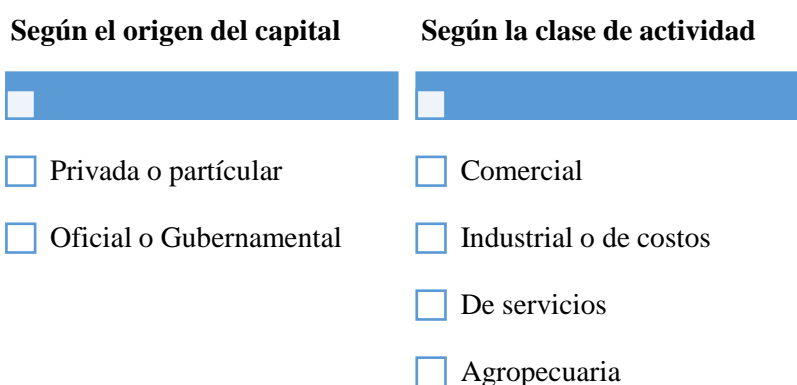 Según el origen del capital
Privada o partícular
Oficial o Gubernamental
Según la clase de actividad
Comercial
Industrial o de costos
De servicios
Agropecuaria